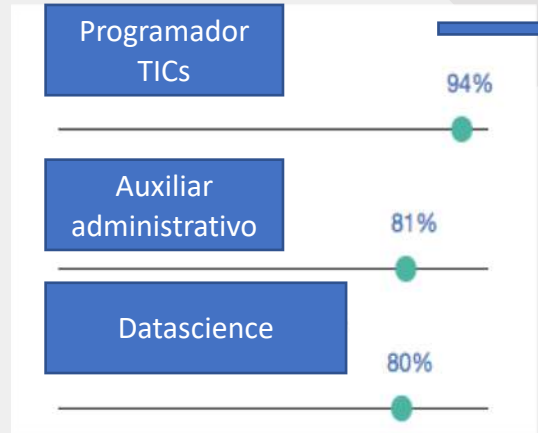 Programador
TICs
94%
Auxiliar
administrativo
81%
Datascience
80%